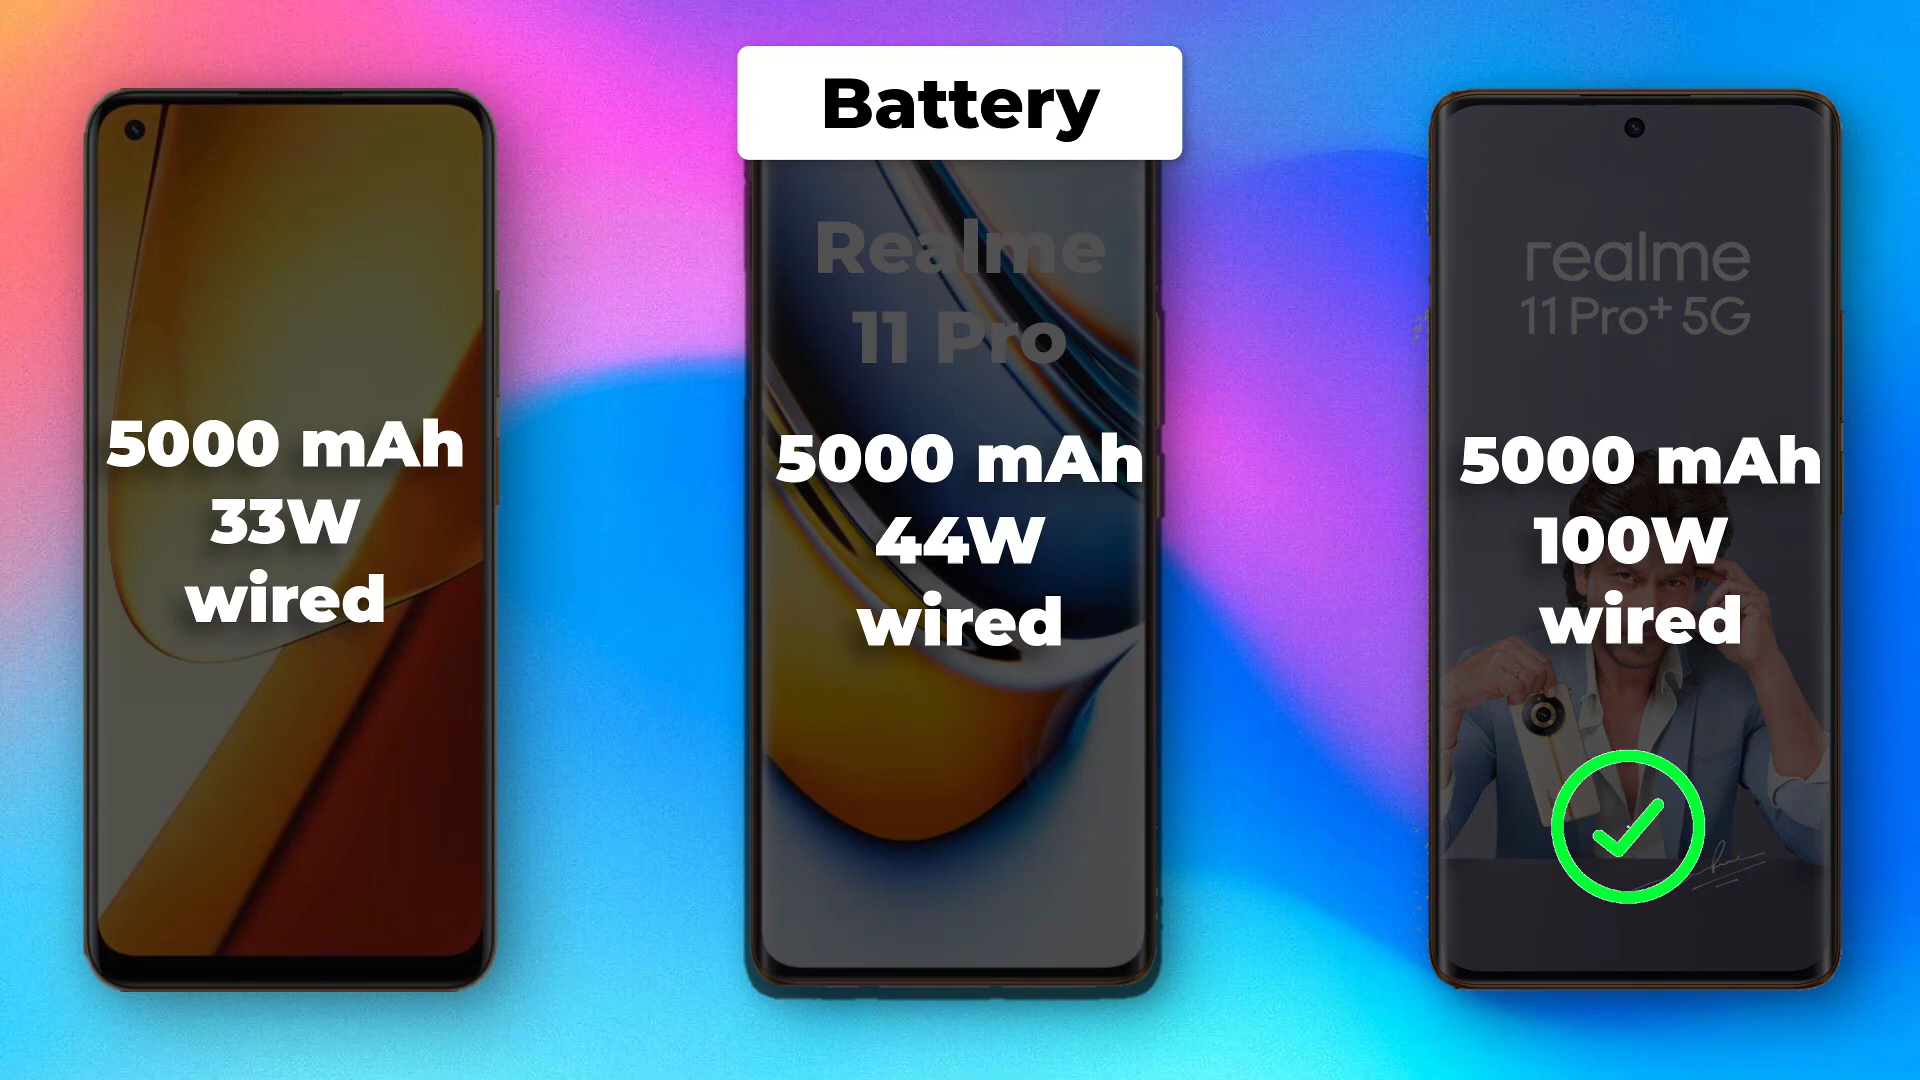 Battery
5000 mAh
33W
wired
Realme
11 Pro
5000 mAh
44W
wired
realme
11 Pro+ 5G
5000 mAh
100W
wired